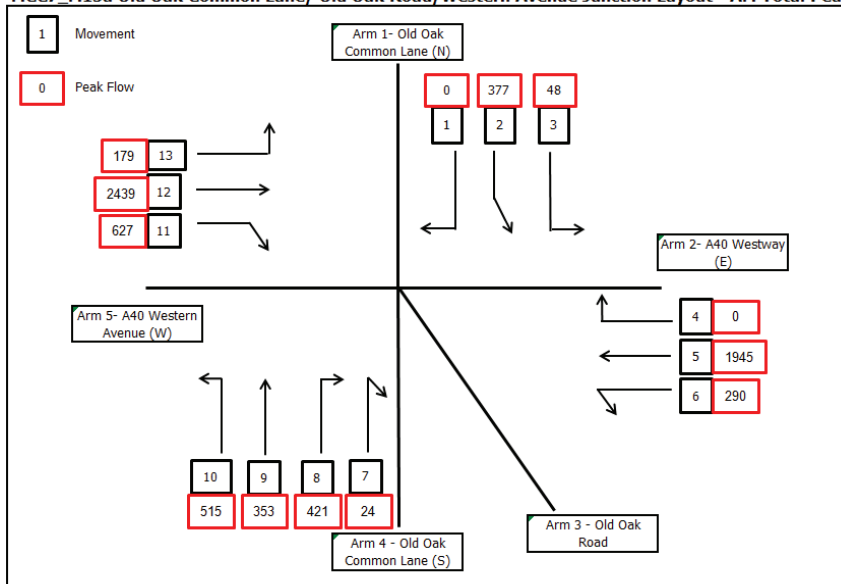 1 Movement
0 Peak Flow
Arm 1- Old Oak
Common Lane (N)
0 377 48
1 2 3
179 13
2439 12
627 11
Arm 2- A40 Westway
(E)
4 0
5 1945
6 290
Arm 5- A40 Western
Avenue (W)
10 9 8 7
515 353 421 24
Arm 4 - Old Oak
Common Lane (S)
Arm 3 - Old Oak
Road